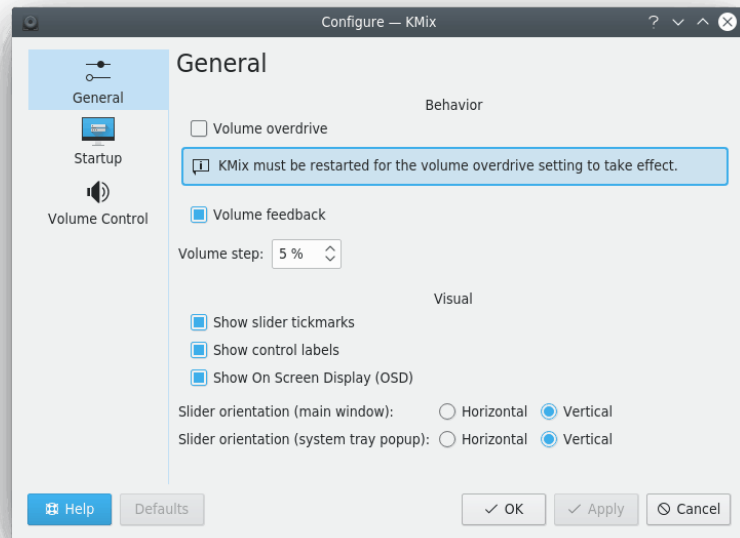 Configure — KMix
General
General
Behavior
Volume overdrive
Startup
KMix must be restarted for the volume overdrive setting to take effect.
Volume Control
Volume feedback
Volume step: 5 %
Visual
Show slider tickmarks
Show control labels
Show On Screen Display (OSD)
Slider orientation (main window): Horizontal Vertical
Slider orientation (system tray popup): Horizontal Vertical
Help Defaults OK Apply Cancel